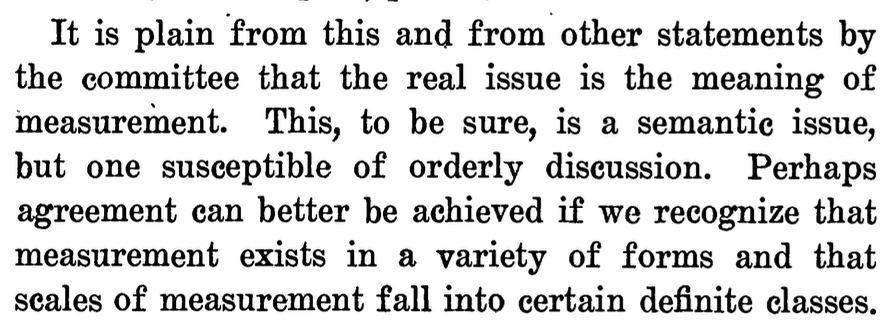 It is plain from this and from other statements by
the committee that the real issue is the meaning of
measurement. This, to be sure, is a semantic issue,
but one susceptible of orderly discussion. Perhaps
agreement can better be achieved if we recognize that
measurement exists in a variety of forms and that
scales of measurement fall into certain definite classes.